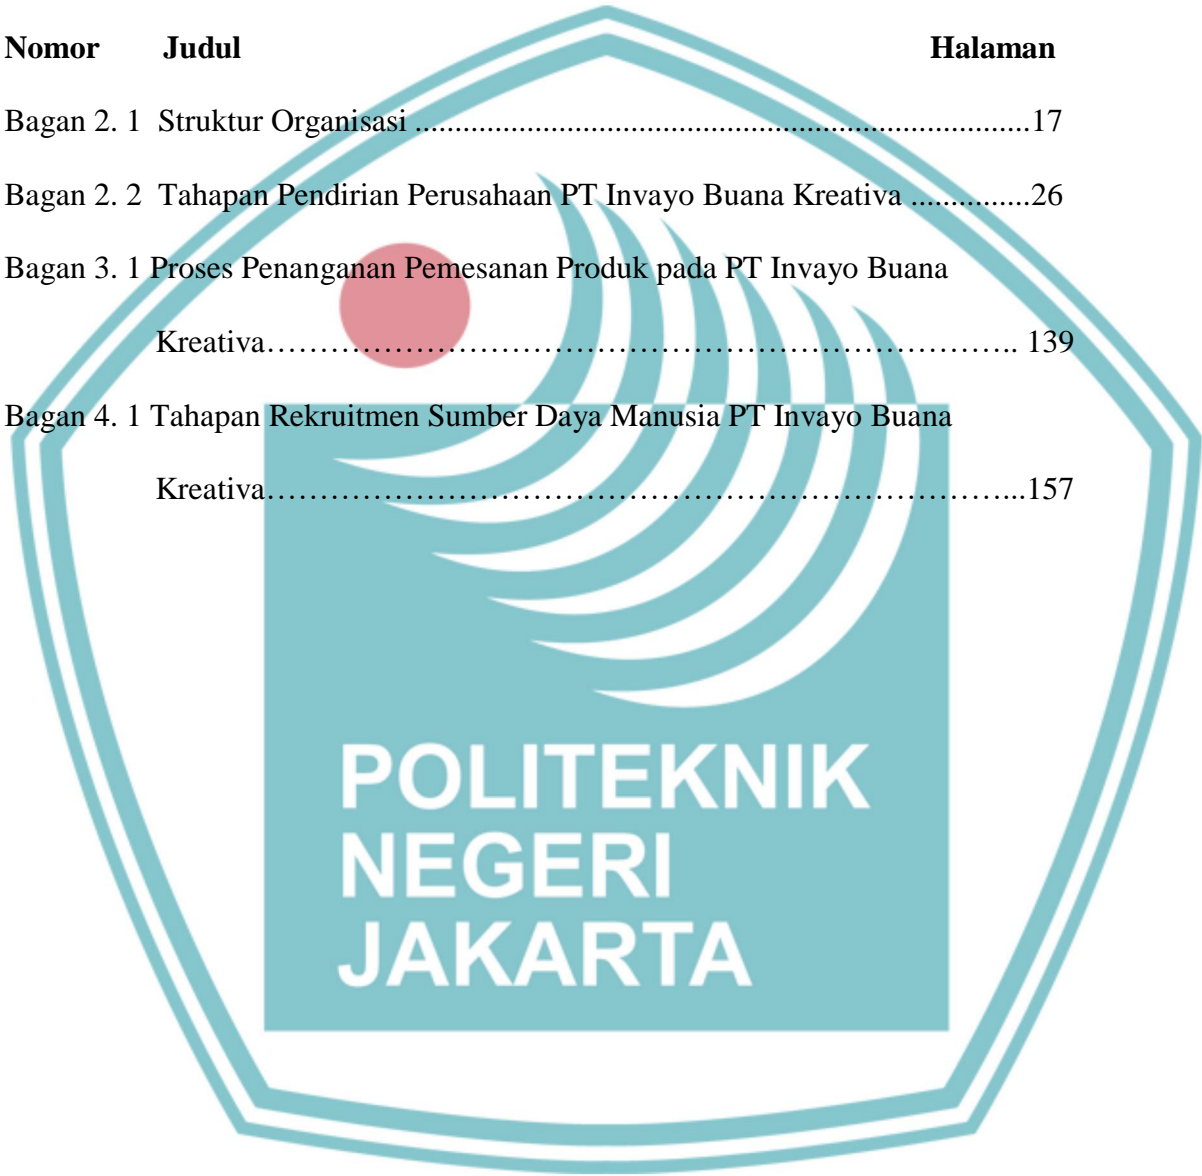 Nomor Judul Halaman
Bagan 2. 1 Struktur Organisasi .............................................................................17
Bagan 2. 2 Tahapan Pendirian Perusahaan PT Invayo Buana Kreativa ...............26
Bagan 3. 1 Proses Penanganan Pemesanan Produk pada PT Invayo Buana
Kreativa……………………………………………………………….. 139
Bagan 4. 1 Tahapan Rekruitmen Sumber Daya Manusia PT Invayo Buana
Kreativa………………………………………………………………...157
POLITEKNIK
NEGERI
JAKARTA